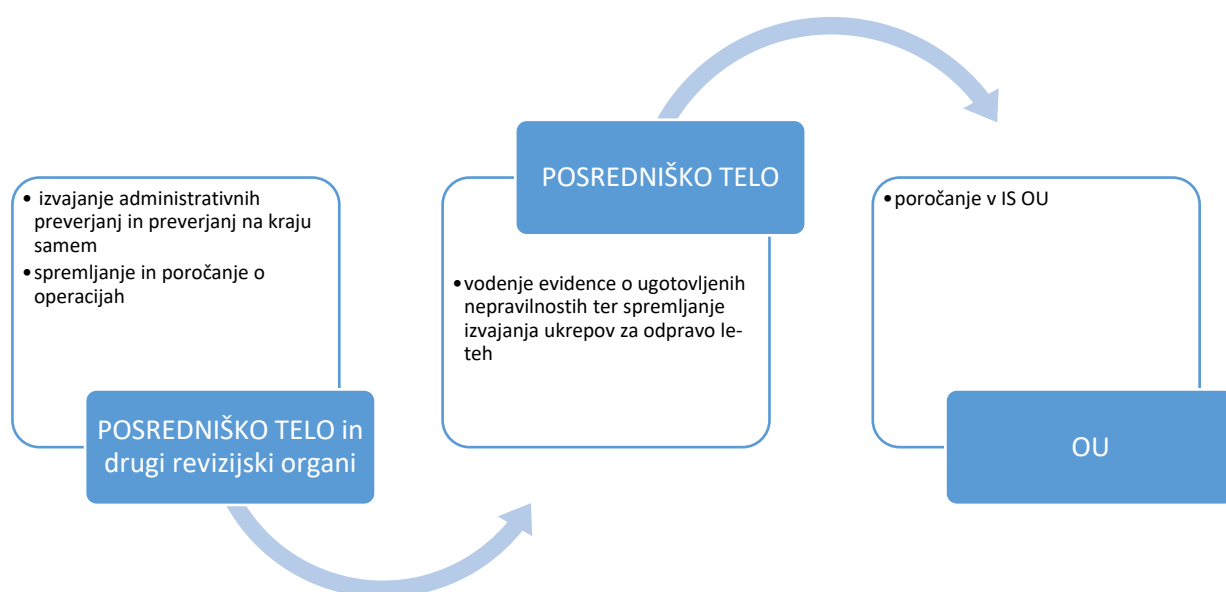 • izvajanje administrativnih
preverjanj in preverjanj na kraju
samem
• spremljanje in poročanje o
operacijah
POSREDNIŠKO TELO in
drugi revizijski organi
POSREDNIŠKO TELO
• vodenje evidence o ugotovljenih
nepravilnostih ter spremljanje
izvajanja ukrepov za odpravo le-
teh
• poročanje v IS OU
OU